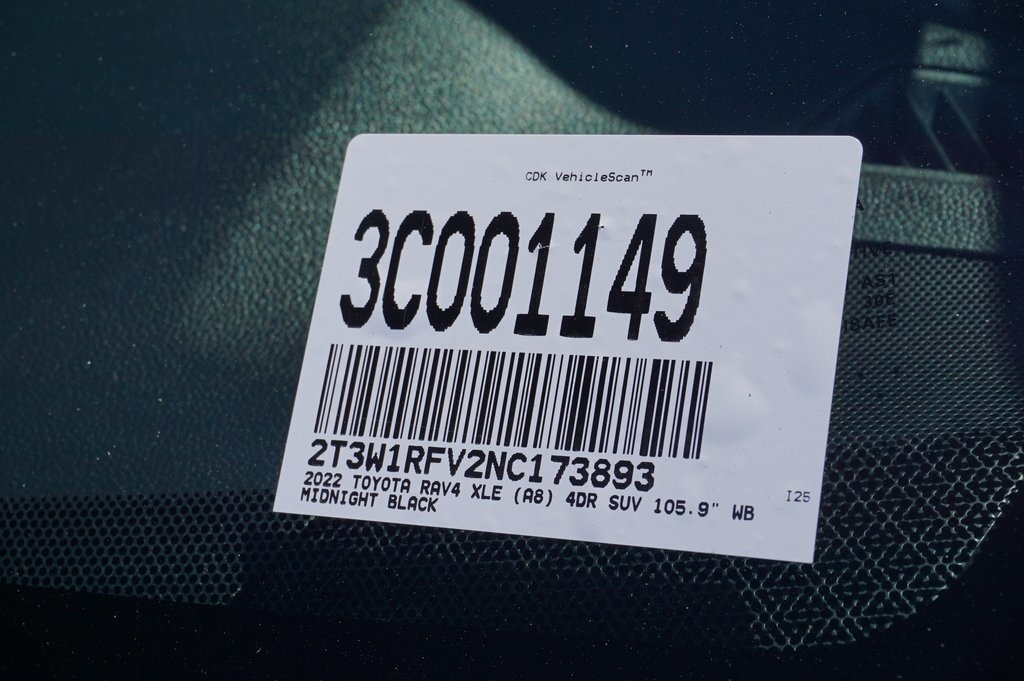 CDK VehicleScan™
3C001149
2T3W1RFV2NC173893
2022 TOYOTA RAV4 XLE (A8) 4DR SUV 105.9" WB
MIDNIGHT BLACK
I25